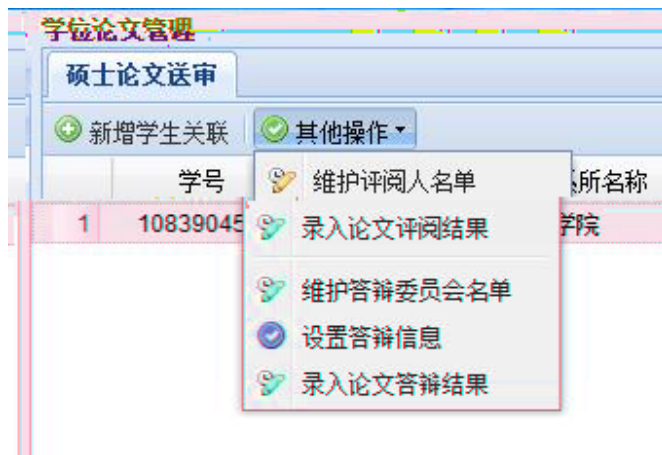 学位论文管理
硕士论文送审
新增学生关联 其他操作
学号 所名称
1 10839045 学院
维护评阅人名单
录入论文评阅结果
维护答辩委员会名单
设置答辩信息
录入论文答辩结果